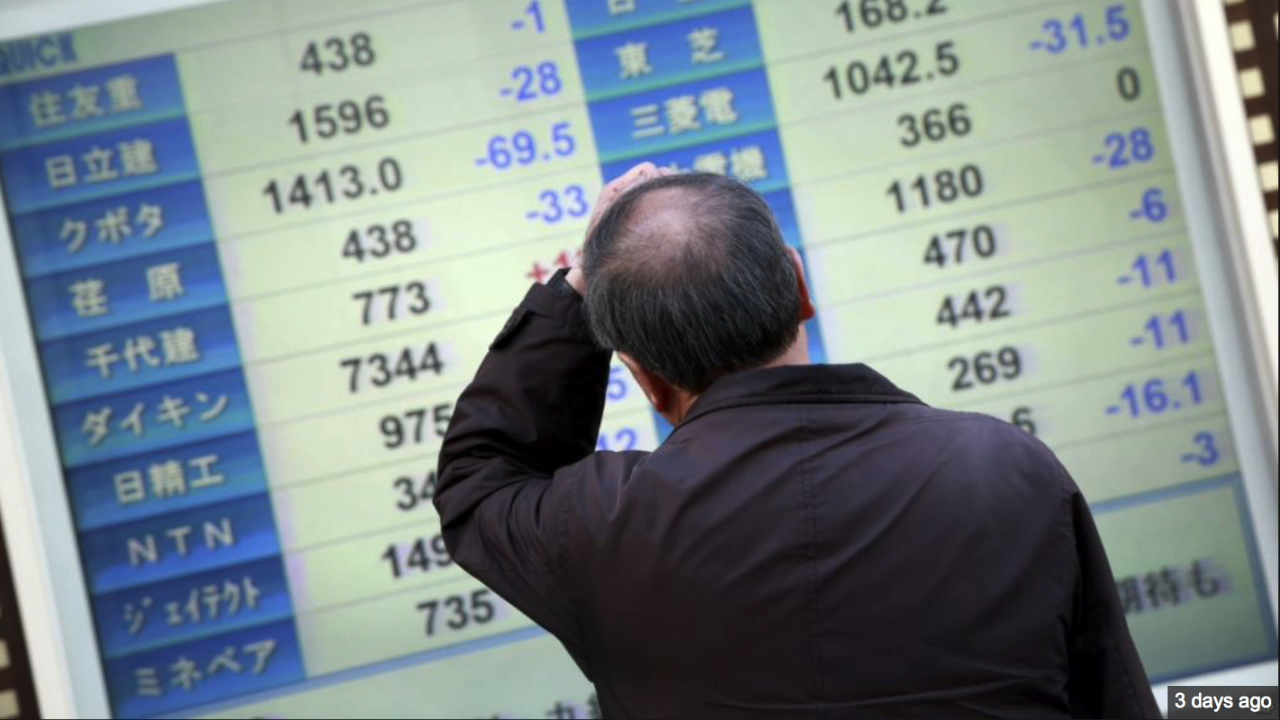 QUICK
住友重 438 -1
日立建 1596 -28
クボタ 1413.0 -69.5
荏原 438 -33
千代建 773
ダイキン 7344
日精工 975
NTN
ジェイテクト
ミネベア 735
東芝 168.2
三菱電 1042.5 -31.5
電機 366 0
1180 -28
470 -6
442 -11
269 -11
-16.1
-3
期待も
3 days ago